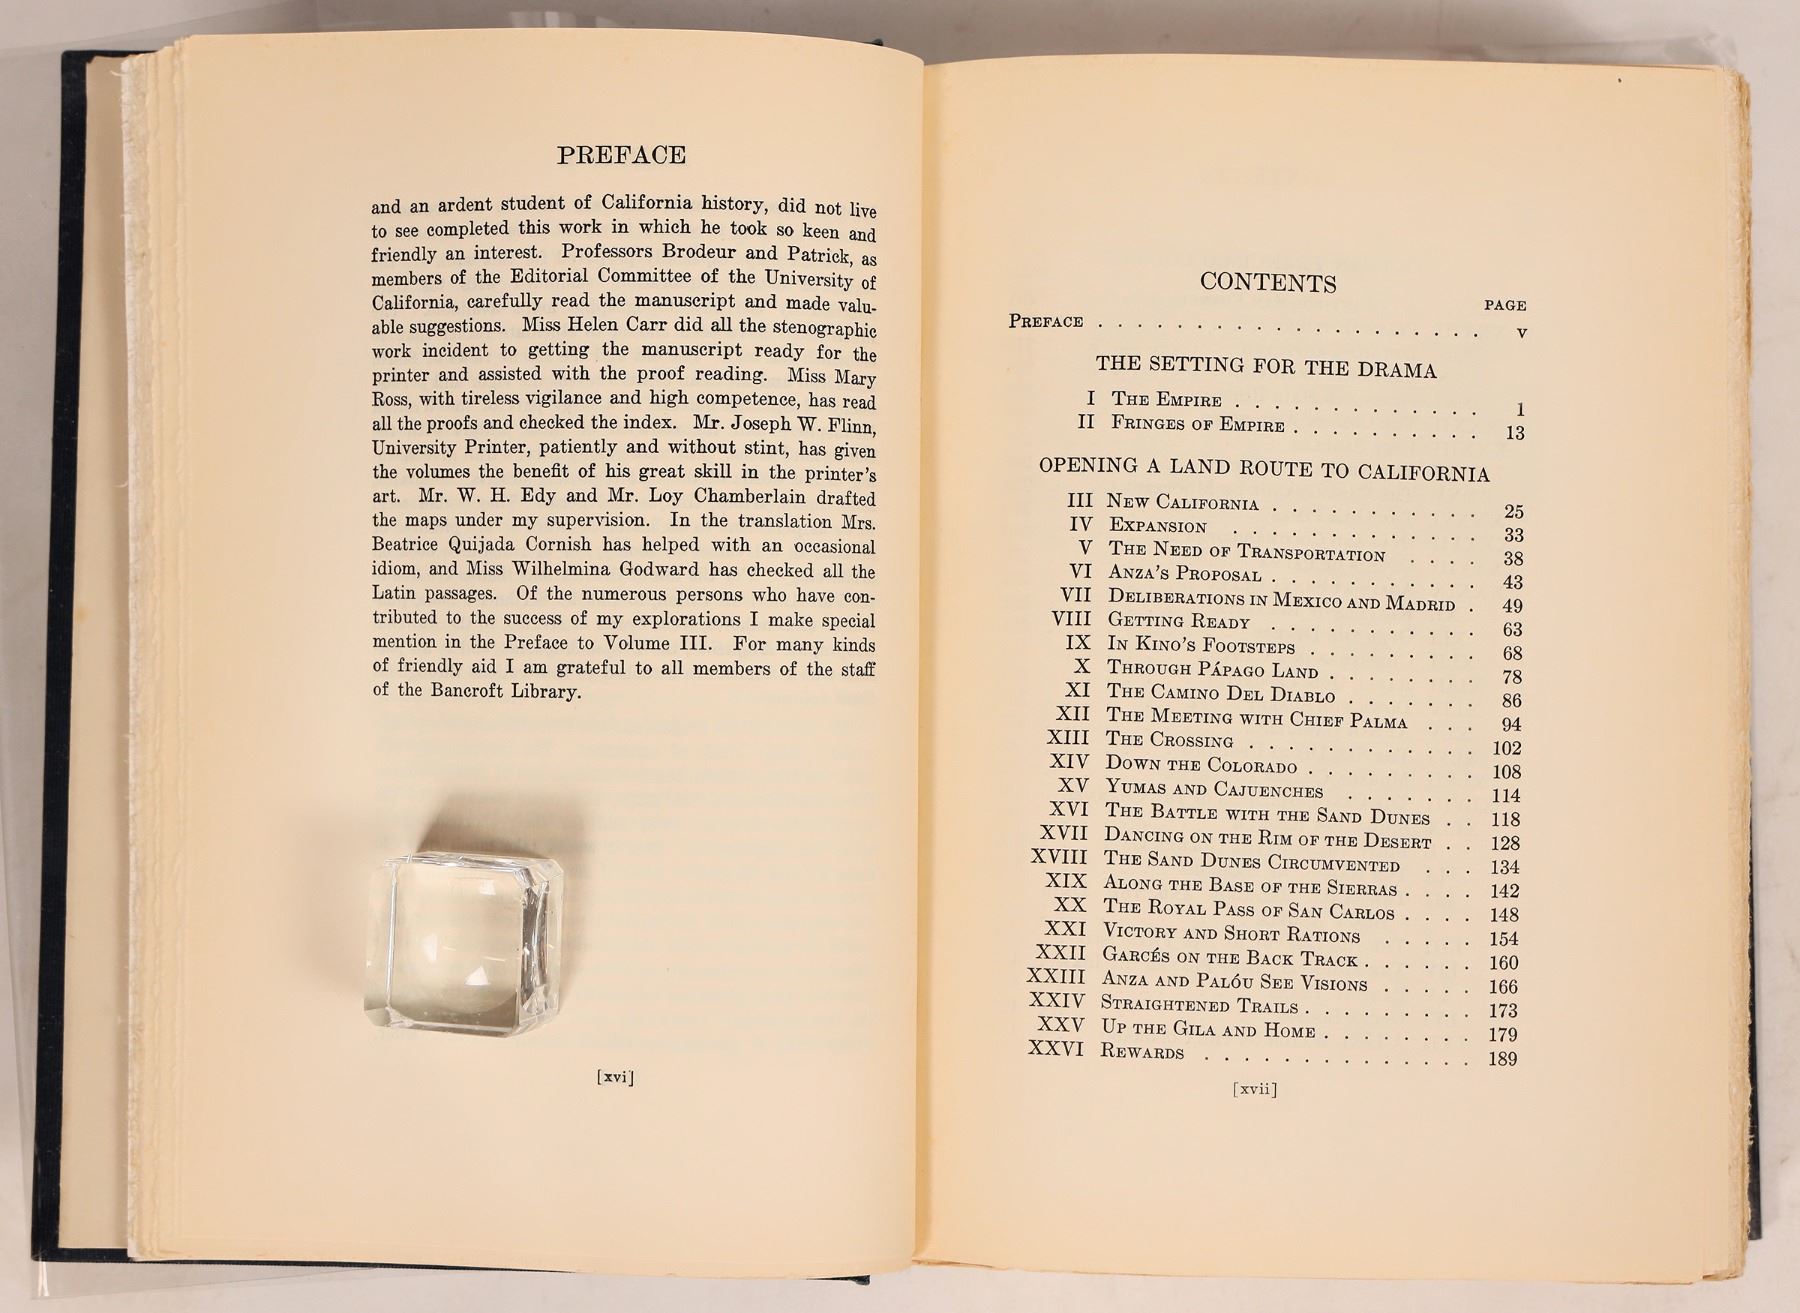 PREFACE
and an ardent student of California history, did not live
to see completed this work in which he took so keen and
friendly an interest. Professors Brodeur and Patrick, as
members of the Editorial Committee of the University of
California, carefully read the manuscript and made valu-
able suggestions. Miss Helen Carr did all the stenographic
work incident to getting the manuscript ready for the
printer and assisted with the proof reading. Miss Mary
Ross, with tireless vigilance and high competence, has read
all the proofs and checked the index. Mr. Joseph W. Flinn,
University Printer, patiently and without stint, has given
the volumes the benefit of his great skill in the printer's
art. Mr. W. H. Edy and Mr. Loy Chamberlain drafted
the maps under my supervision. In the translation Mrs.
Beatrice Quijada Cornish has helped with an occasional
idiom, and Miss Wilhelmina Godward has checked all the
Latin passages. Of the numerous persons who have con-
tributed to the success of my explorations I make special
mention in the Preface to Volume III. For many kinds
of friendly aid I am grateful to all members of the staff
of the Bancroft Library.
[xvi]
CONTENTS
PAGE
PREFACE . . . . . . . . . . . . . . . . . . . . v
THE SETTING FOR THE DRAMA
I THE EMPIRE . . . . . . . . . . . . . 1
II FRINGES OF EMPIRE . . . . . . . . . . 13
OPENING A LAND ROUTE TO CALIFORNIA
III NEW CALIFORNIA . . . . . . . . . . . 25
IV EXPANSION . . . . . . . . . . . . . 33
V THE NEED OF TRANSPORTATION . . . . 38
VI ANZA'S PROPOSAL . . . . . . . . . . . 43
VII DELIBERATIONS IN MEXICO AND MADRID . 49
VIII GETTING READY . . . . . . . . . . . 63
IX IN KINO'S FOOTSTEPS . . . . . . . . . 68
X THROUGH PÁPAGO LAND . . . . . . . . 78
XI THE CAMINO DEL DIABLO . . . . . . . 86
XII THE MEETING WITH CHIEF PALMA . . . 94
XIII THE CROSSING . . . . . . . . . . . . 102
XIV DOWN THE COLORADO . . . . . . . . . 108
XV YUMAS AND CAJUENCHES . . . . . . . 114
XVI THE BATTLE WITH THE SAND DUNES . . 118
XVII DANCING ON THE RIM OF THE DESERT . . 128
XVIII THE SAND DUNES CIRCUMVENTED . . . 134
XIX ALONG THE BASE OF THE SIERRAS . . . . 142
XX THE ROYAL PASS OF SAN CARLOS . . . . 148
XXI VICTORY AND SHORT RATIONS . . . . . 154
XXII GARCÉS ON THE BACK TRACK . . . . . . 160
XXIII ANZA AND PALÓU SEE VISIONS . . . . . 166
XXIV STRAIGHTENED TRAILS . . . . . . . . . 173
XXV UP THE GILA AND HOME . . . . . . . . 179
XXVI REWARDS . . . . . . . . . . . . . . 189
[xvii]